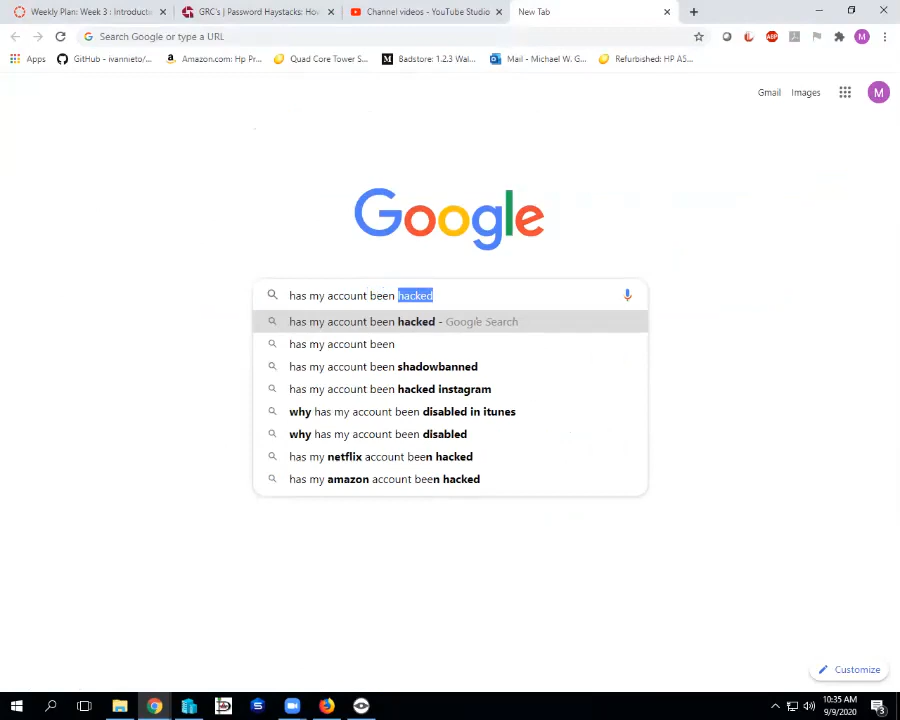 Weekly Plan: Week 3 : Introducti
GRC's | Password Haystacks: Ho
Channel videos - YouTube Studio
New Tab
Search Google or type a URL
ABP
M
Apps
GitHub - ivannieto/...
Amazon.com: Hp Pr...
Quad Core Tower S...
Badstore: 1.2.3 Wal...
Mail - Michael W. G...
Refurbished: HP AS...
Gmail
Images
M
Google
has my account been hacked
has my account been hacked - Google Search
has my account been
has my account been shadowbanned
has my account been hacked instagram
why has my account been disabled in itunes
why has my account been disabled
has my netflix account been hacked
has my amazon account been hacked
Customize
10:35 AM
9/9/2020
3